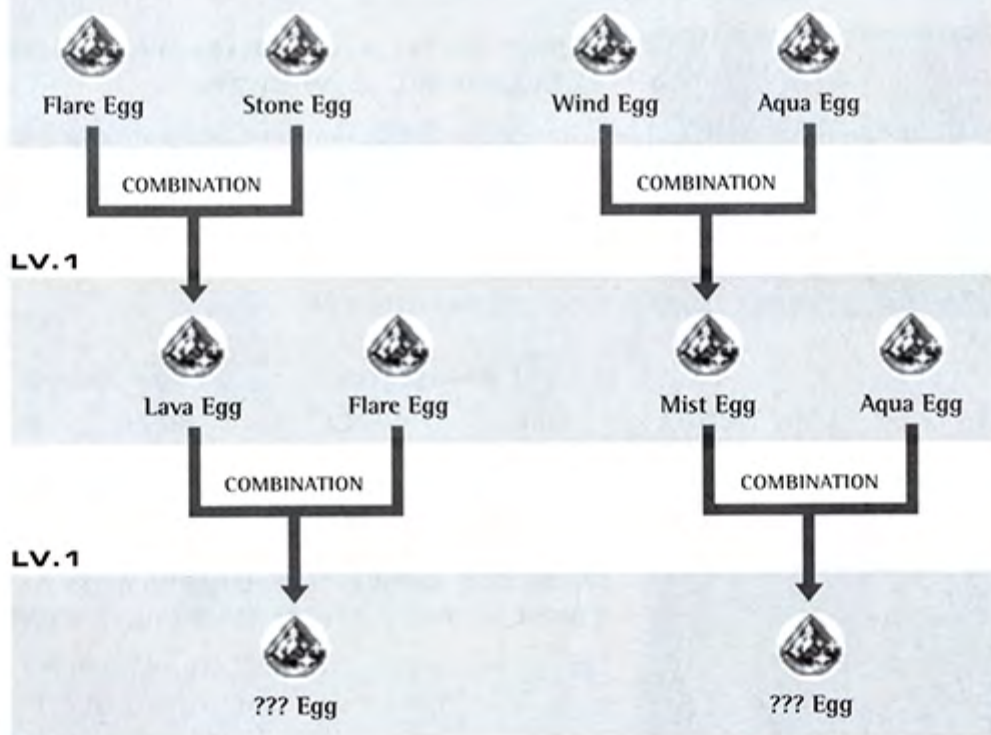 Flare Egg Stone Egg Wind Egg Aqua Egg
COMBINATION COMBINATION
LV.1
Lava Egg Flare Egg Mist Egg Aqua Egg
COMBINATION COMBINATION
LV.1
??? Egg ??? Egg